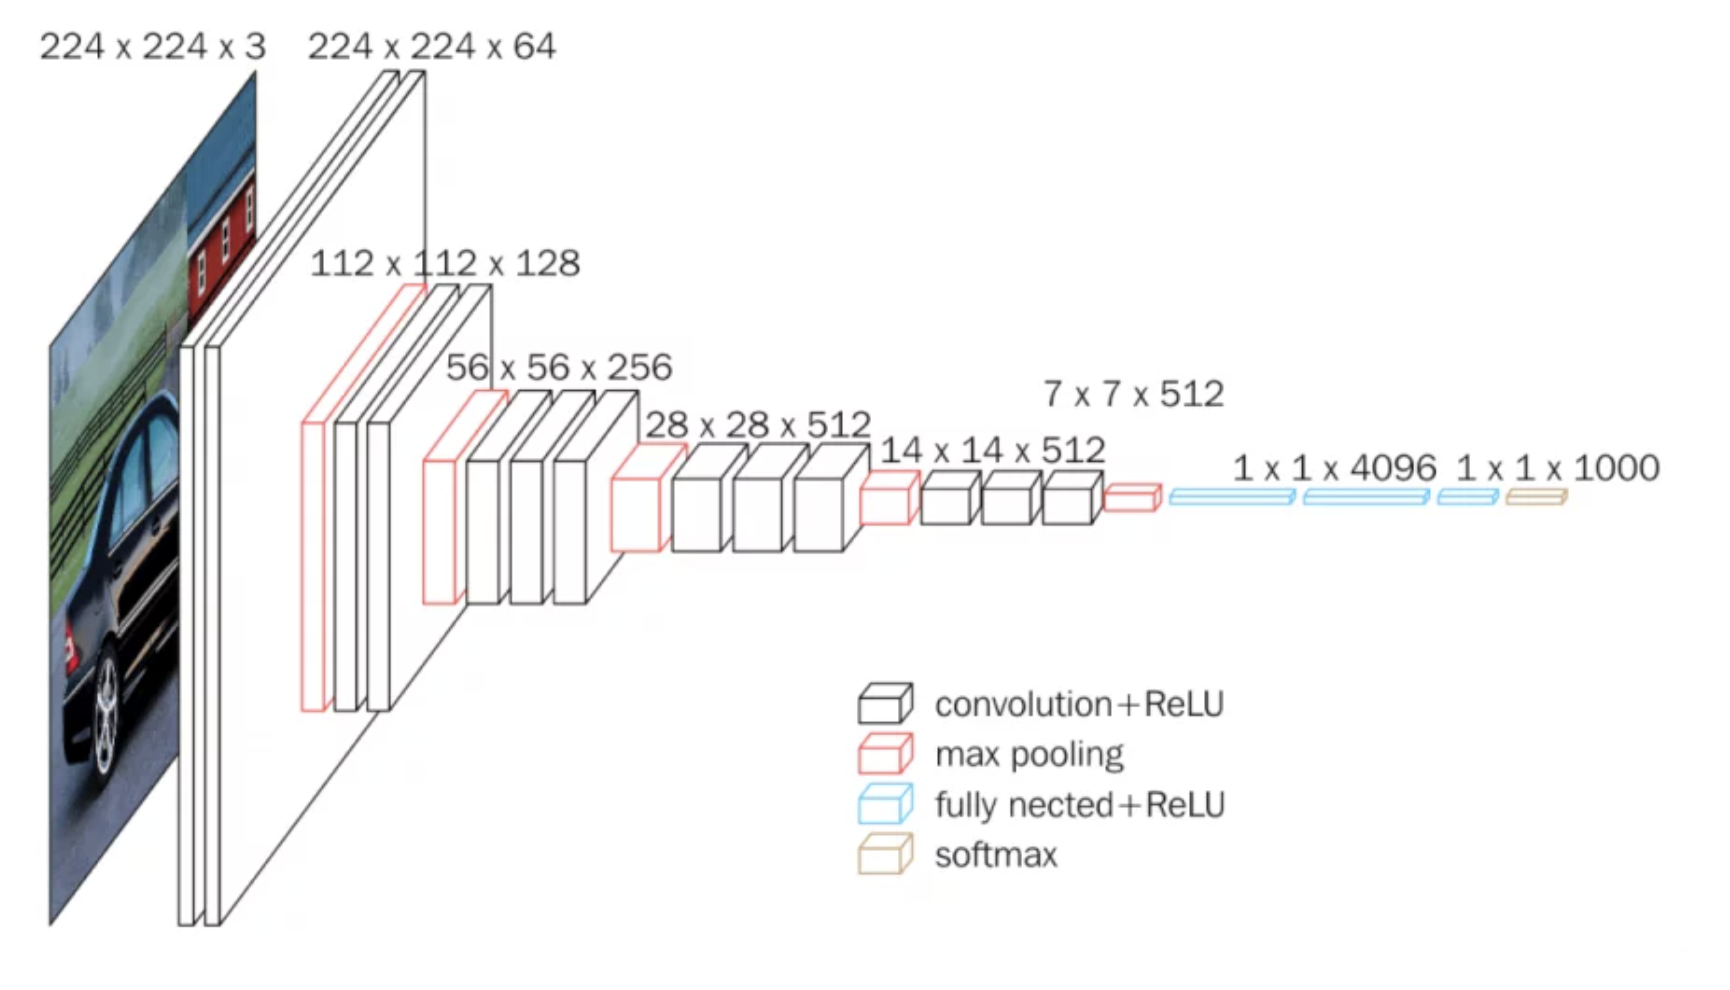 224 x 224 x 3
224 x 224 x 64
112 x 112 x 128
56 x 56 x 256
28 x 28 x 512
14 x 14 x 512
7 x 7 x 512
1 x 1 x 4096
1 x 1 x 1000
convolution+ReLU
max pooling
fully nected+ReLU
softmax